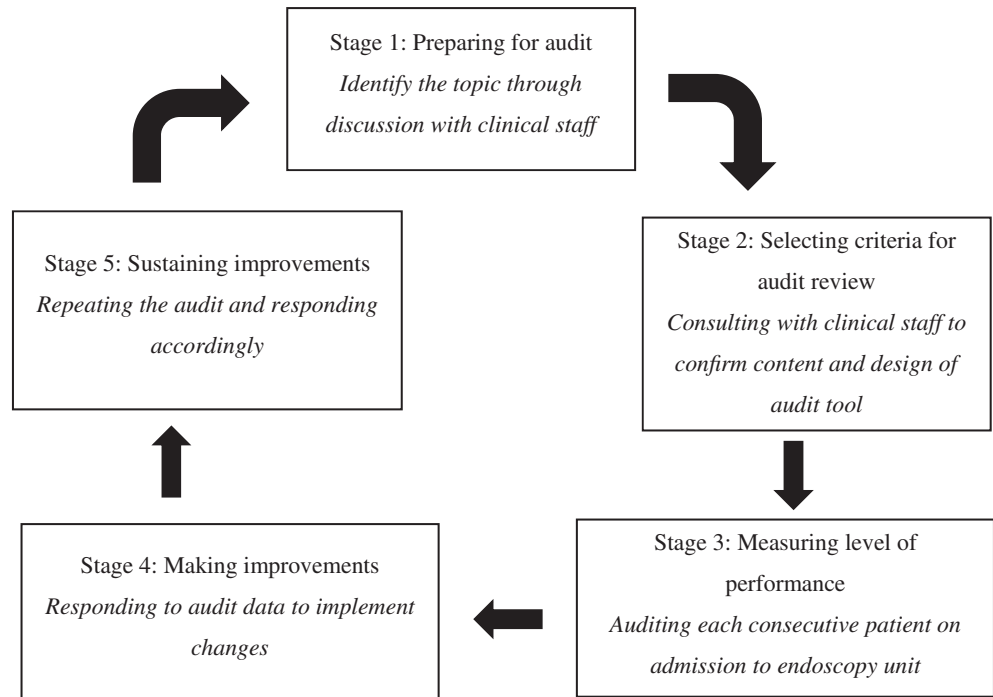 Stage 1: Preparing for audit
Identify the topic through
discussion with clinical staff
Stage 2: Selecting criteria for
audit review
Consulting with clinical staff to
confirm content and design of
audit tool
Stage 3: Measuring level of
performance
Auditing each consecutive patient on
admission to endoscopy unit
Stage 4: Making improvements
Responding to audit data to implement
changes
Stage 5: Sustaining improvements
Repeating the audit and responding
accordingly